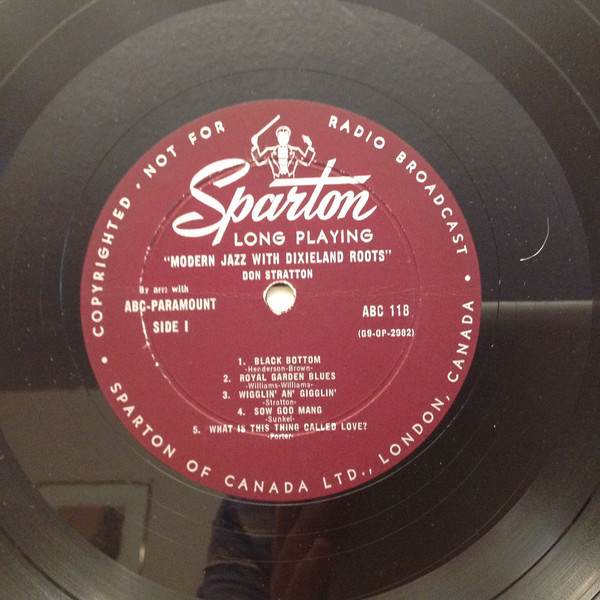 COPYRIGHTED · NOT FOR RADIO BROADCAST
Sparton
LONG PLAYING
"MODERN JAZZ WITH DIXIELAND ROOTS"
DON STRATTON
By arr: with
ABC-PARAMOUNT
SIDE I
ABC 118
(G9-OP-2982)
1. BLACK BOTTOM
-Henderson-Brown-
2. ROYAL GARDEN BLUES
-Williams-Williams-
3. WIGGLIN' AN' GIGGLIN'
-Stratton-
4. SOW GOD MANG
-Sunkel-
5. WHAT IS THIS THING CALLED LOVE?
-Porter-
• SPARTON OF CANADA LTD., LONDON, CANADA •